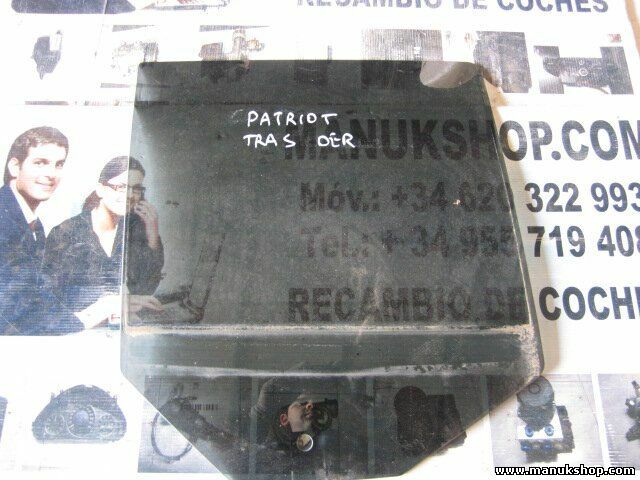 RECAMBIO DE COCHES
PATRIOT
TRAS DER
MANUKSHOP.COM
Móv.: +34 620 322 993
Tel.: + 34 955 719 408
RECAMBIO DE COCHES
www.manukshop.com